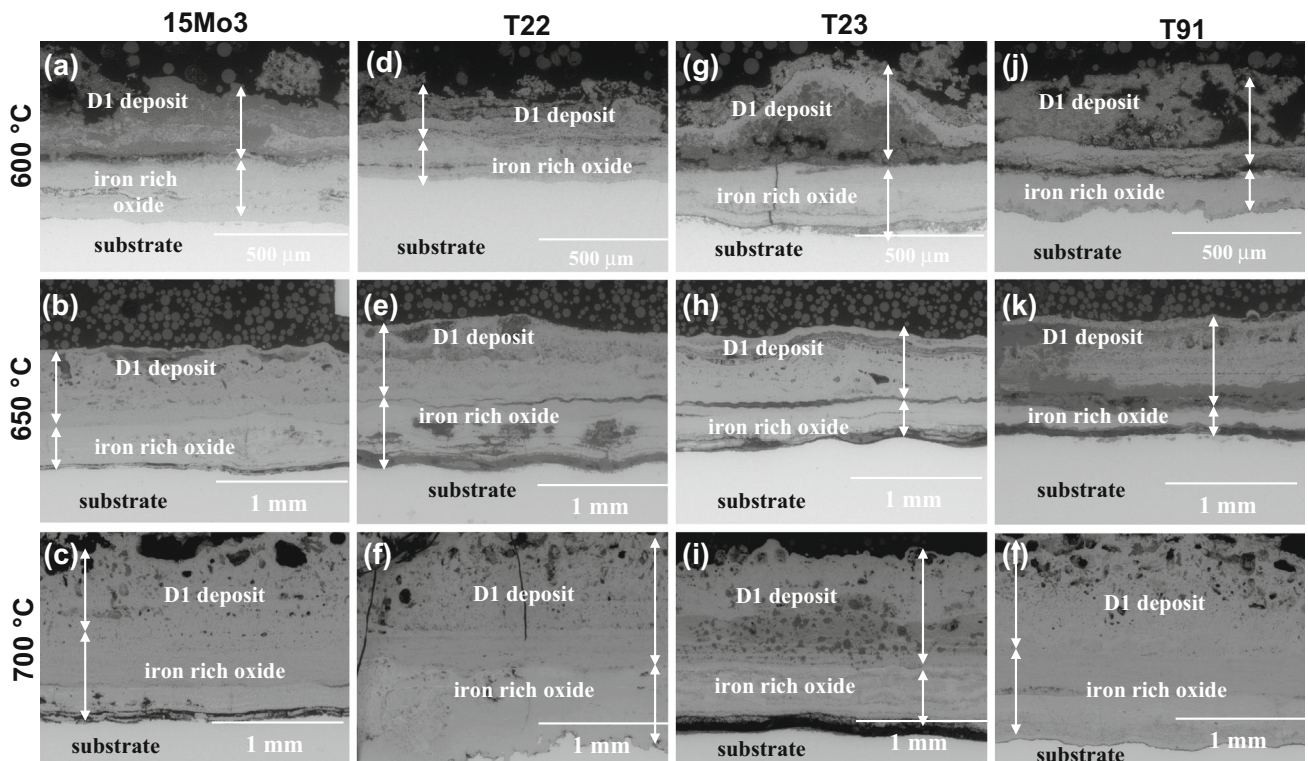 15Mo3
T22
T23
T91
600 °C
(a)
D1 deposit
iron rich
oxide
substrate
500 µm
(d)
D1 deposit
iron rich oxide
substrate
500 µm
(g)
D1 deposit
iron rich oxide
substrate
500 µm
(j)
D1 deposit
iron rich oxide
substrate
500 µm
650 °C
(b)
D1 deposit
iron rich oxide
substrate
1 mm
(e)
D1 deposit
iron rich oxide
substrate
1 mm
(h)
D1 deposit
iron rich oxide
substrate
1 mm
(k)
D1 deposit
iron rich oxide
substrate
1 mm
700 °C
(c)
D1 deposit
iron rich oxide
substrate
1 mm
(f)
D1 deposit
iron rich oxide
substrate
1 mm
(i)
D1 deposit
iron rich oxide
substrate
1 mm
(l)
D1 deposit
iron rich oxide
substrate
1 mm